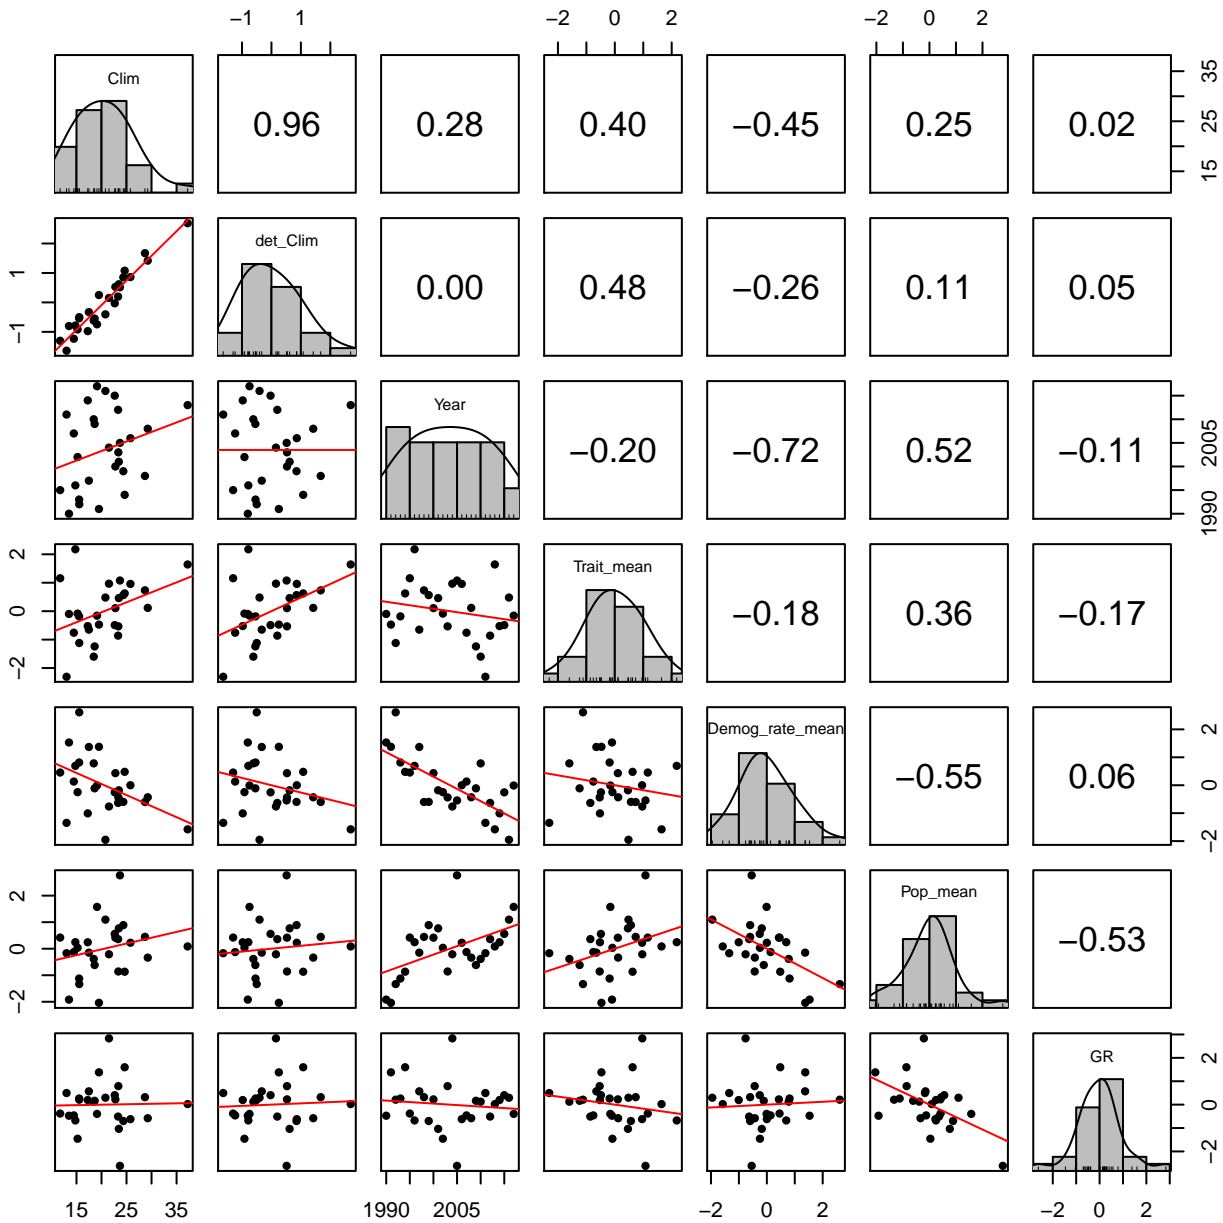 −1 1 −2 0 2 −2 0 2
Clim 0.96 0.28 0.40 −0.45 0.25 0.02 15 25 35
−1 1 det_Clim 0.00 0.48 −0.26 0.11 0.05
Year −0.20 −0.72 0.52 −0.11 1990 2005
−2 0 2 Trait_mean −0.18 0.36 −0.17
Demog_rate_mean −0.55 0.06 −2 0 2
−2 0 2 Pop_mean −0.53
GR −2 0 2
15 25 35 1990 2005 −2 0 2 −2 0 2